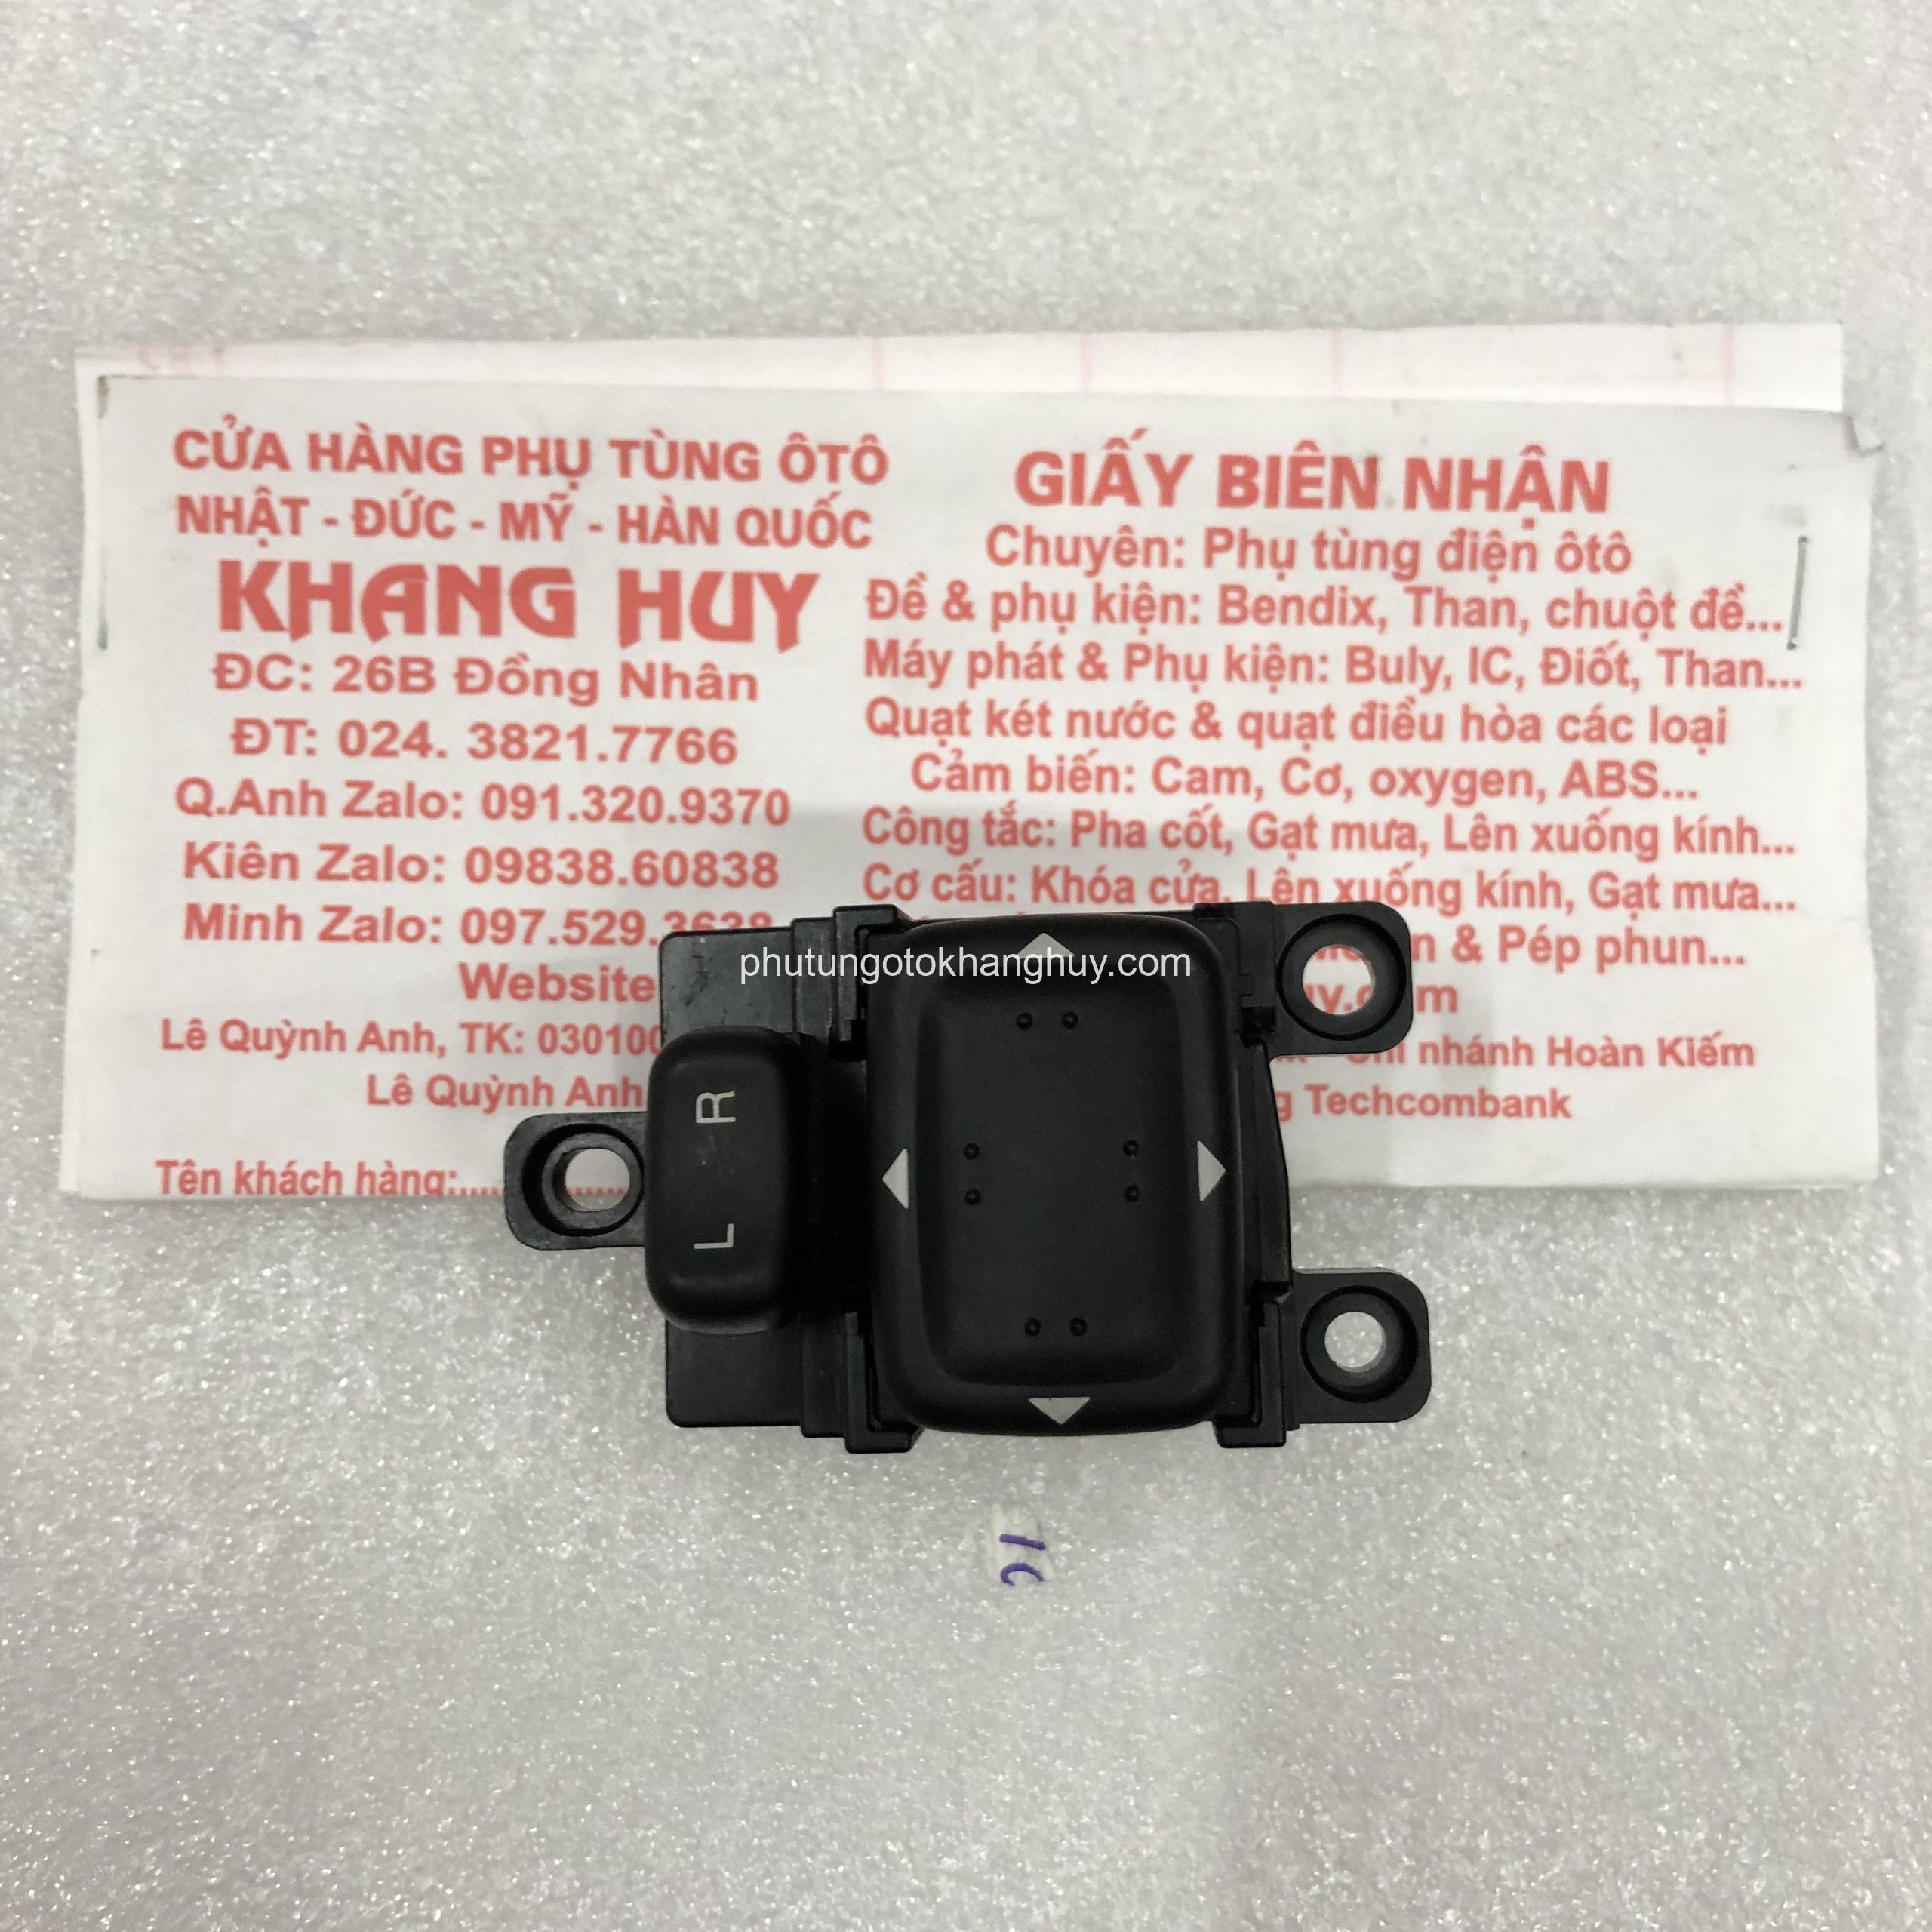 CỬA HÀNG PHỤ TÙNG ÔTÔ
NHẬT - ĐỨC - MỸ - HÀN QUỐC
KHANG HUY
ĐC: 26B Đồng Nhân
ĐT: 024. 3821.7766
Q.Anh Zalo: 091.320.9370
Kiên Zalo: 09838.60838
Minh Zalo: 097.529.3638
Website
Lê Quỳnh Anh, TK: 030100
Lê Quỳnh Anh
Tên khách hàng:
GIẤY BIÊN NHẬN
Chuyên: Phụ tùng điện ôtô
Đề & phụ kiện: Bendix, Than, chuột đề...
Máy phát & Phụ kiện: Buly, IC, Điốt, Than...
Quạt két nước & quạt điều hòa các loại
Cảm biến: Cam, Cơ, oxygen, ABS...
Công tắc: Pha cốt, Gạt mưa, Lên xuống kính...
Cơ cấu: Khóa cửa, Lên xuống kính, Gạt mưa...
& Pép phun...
nhánh Hoàn Kiếm
Techcombank
phutungotokhanghuy.com
R
L